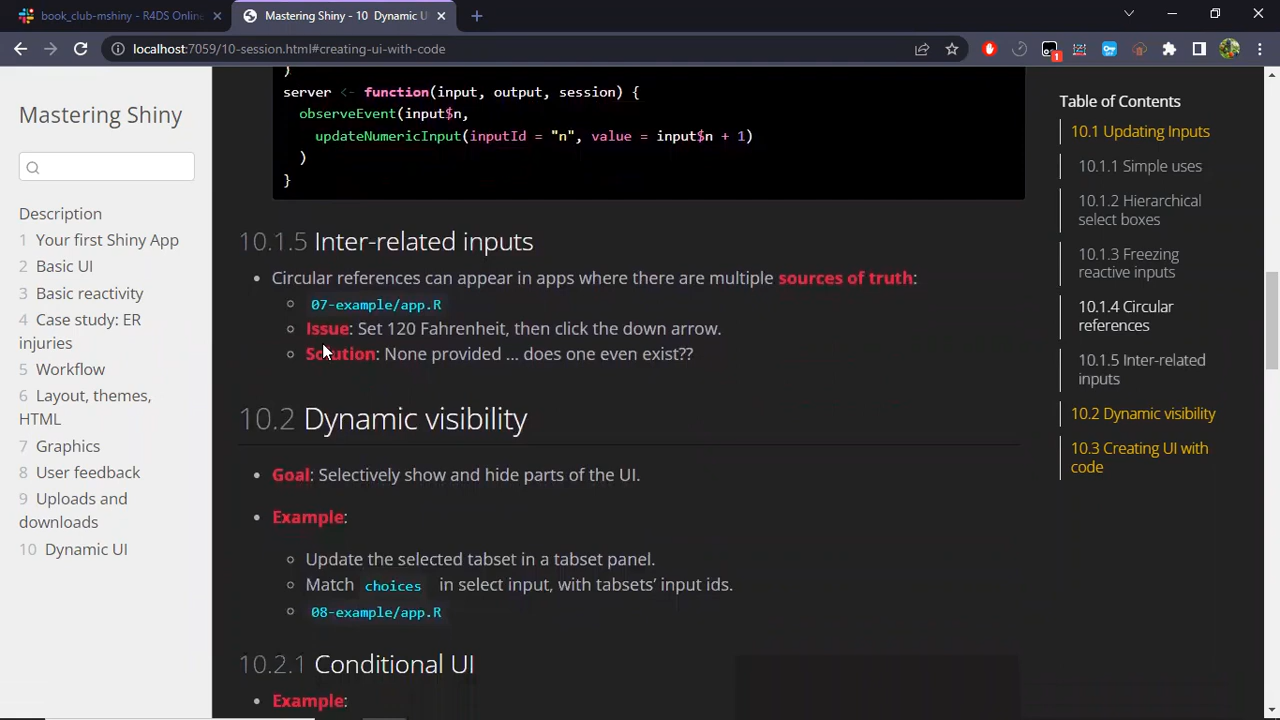 book_club-mshiny - R4DS Online
Mastering Shiny - 10 Dynamic U
localhost:7059/10-session.html#creating-ui-with-code
1
Mastering Shiny
Description
1 Your first Shiny App
2 Basic UI
3 Basic reactivity
4 Case study: ER
injuries
5 Workflow
6 Layout, themes,
HTML
7 Graphics
8 User feedback
9 Uploads and
downloads
10 Dynamic UI
)
server <- function(input, output, session) {
observeEvent(input$n,
updateNumericInput(inputId = "n", value = input$n + 1)
)
}
10.1.5 Inter-related inputs
Circular references can appear in apps where there are multiple sources of truth:
07-example/app.R
Issue: Set 120 Fahrenheit, then click the down arrow.
Solution: None provided ... does one even exist??
10.2 Dynamic visibility
Goal: Selectively show and hide parts of the UI.
Example:
Update the selected tabset in a tabset panel.
Match choices in select input, with tabsets’ input ids.
08-example/app.R
10.2.1 Conditional UI
Example:
Table of Contents
10.1 Updating Inputs
10.1.1 Simple uses
10.1.2 Hierarchical
select boxes
10.1.3 Freezing
reactive inputs
10.1.4 Circular
references
10.1.5 Inter-related
inputs
10.2 Dynamic visibility
10.3 Creating UI with
code